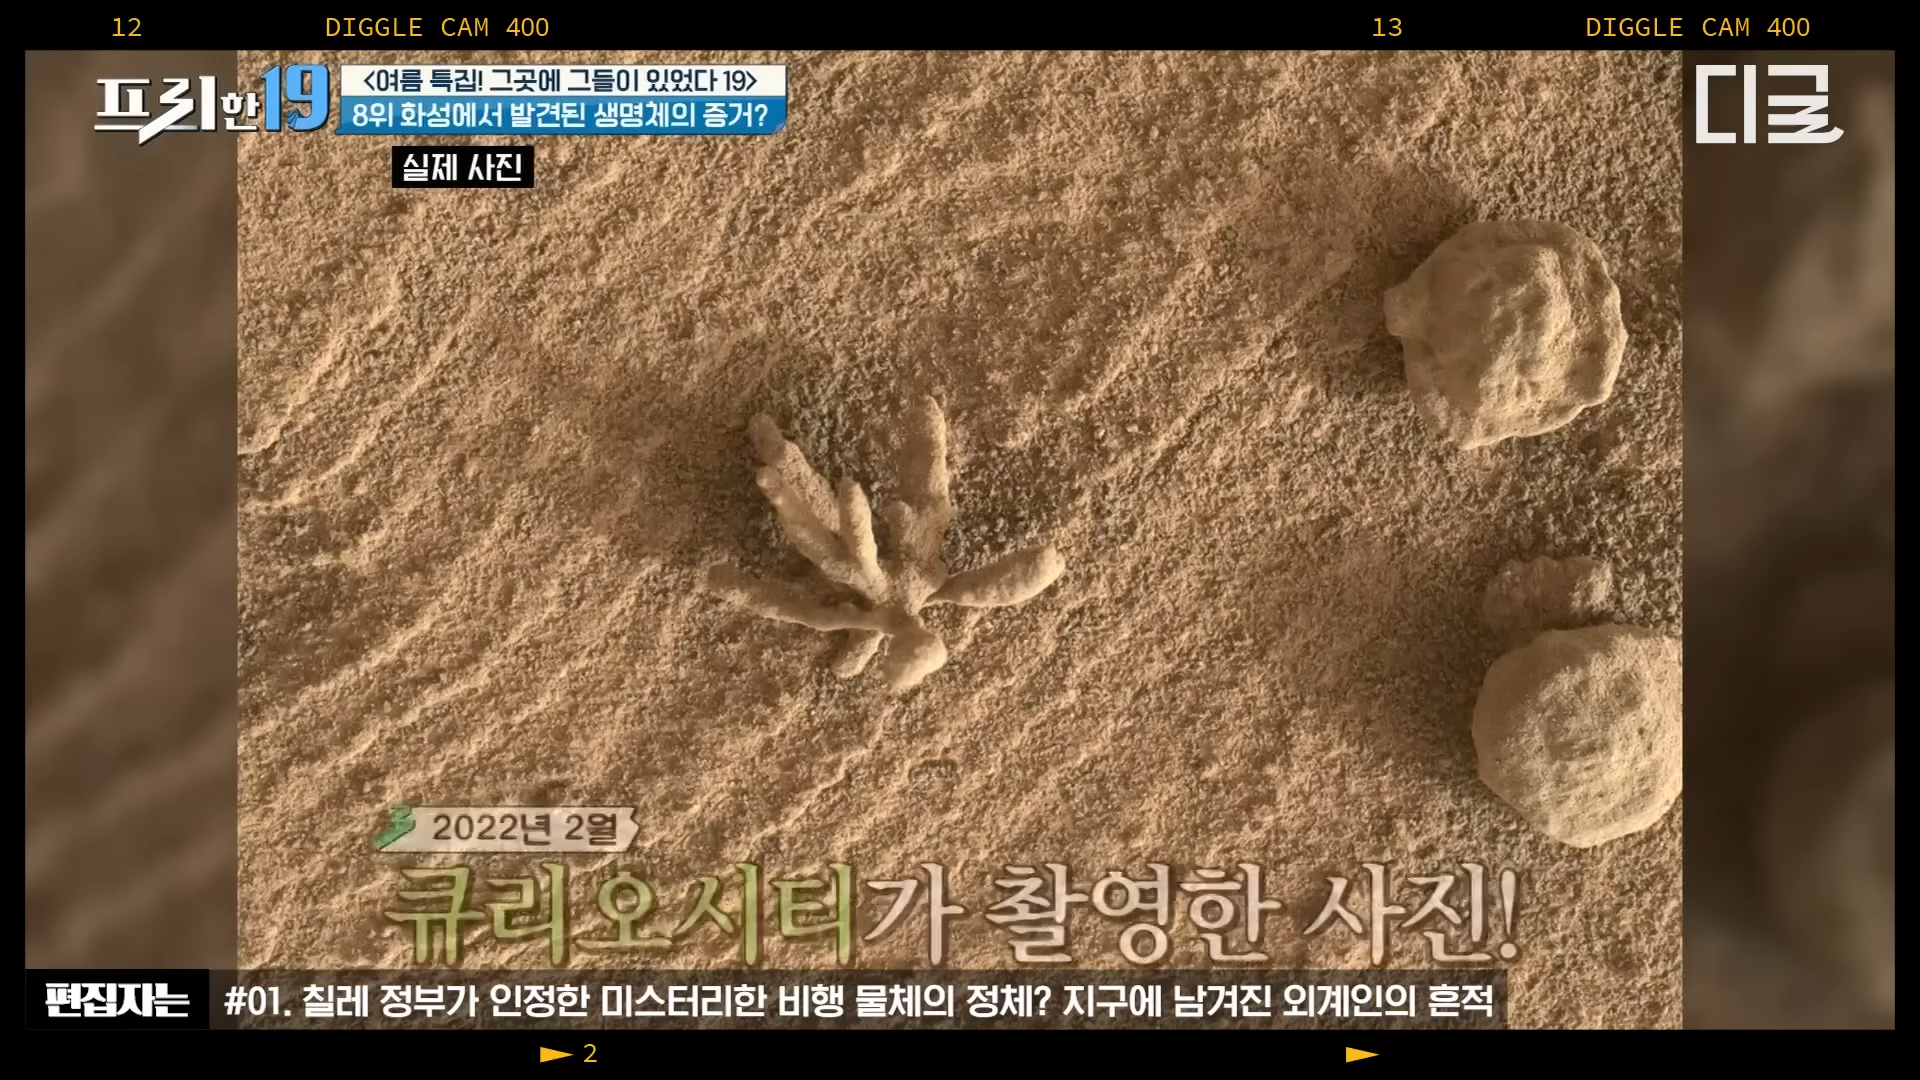 12 DIGGLE CAM 400 13 DIGGLE CAM 400
프리한19
<여름 특집! 그곳에 그들이 있었다 19>
8위 화성에서 발견된 생명체의 증거?
디글
실제 사진
2022년 2월
큐리오시티가 촬영한 사진!
편집자는 #01. 칠레 정부가 인정한 미스터리한 비행 물체의 정체? 지구에 남겨진 외계인의 흔적
2